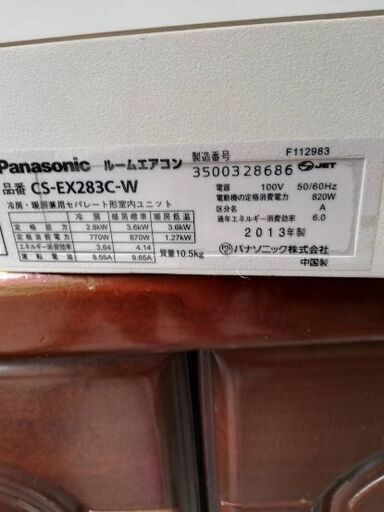 Panasonic ルームエアコン
品番 CS-EX283C-W
冷房・暖房兼用セパレート形室内ユニット
冷房 暖房標準 暖房低温
定格能力 2.8kW 3.6kW 3.6kW
定格消費電力 770W 870W 1.27kW
エネルギー消費効率 3.64 4.14
運転電流 8.55A 9.65A
質量10.5kg
製造番号 F112983
3500328686 JET
電源 100V 50/60Hz
電動機の定格消費電力 820W
区分名 A
通年エネルギー消費効率 6.0
2013年製
PS パナソニック株式会社
中国製